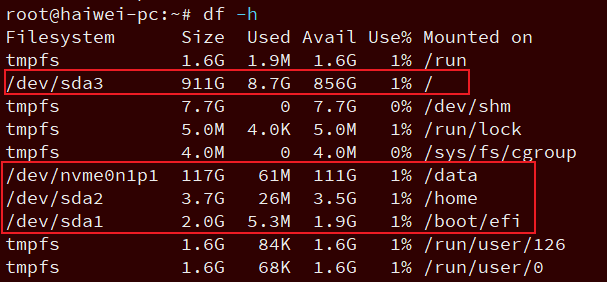 root@haiwei-pc:~# df -h
Filesystem      Size  Used Avail Use% Mounted on
tmpfs           1.6G  1.9M  1.6G   1% /run
/dev/sda3       911G  8.7G  856G   1% /
tmpfs           7.7G     0  7.7G   0% /dev/shm
tmpfs           5.0M  4.0K  5.0M   1% /run/lock
tmpfs           4.0M     0  4.0M   0% /sys/fs/cgroup
/dev/nvme0n1p1  117G   61M  111G   1% /data
/dev/sda2       3.7G   26M  3.5G   1% /home
/dev/sda1       2.0G  5.3M  1.9G   1% /boot/efi
tmpfs           1.6G   84K  1.6G   1% /run/user/126
tmpfs           1.6G   68K  1.6G   1% /run/user/0